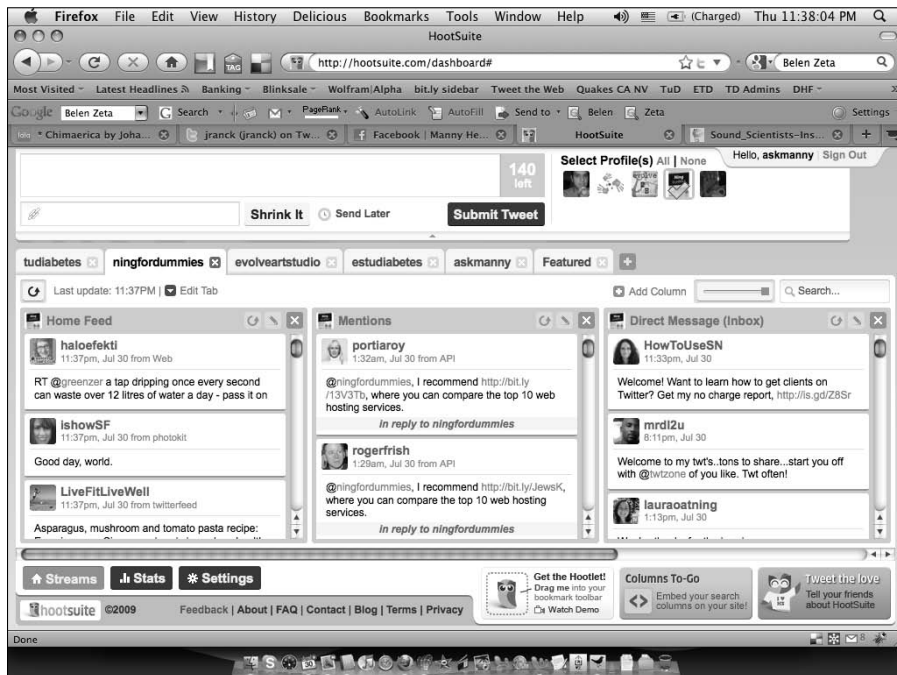 Firefox File Edit View History Delicious Bookmarks Tools Window Help (Charged) Thu 11:38:04 PM
HootSuite
http://hootsuite.com/dashboard# Belen Zeta
Most Visited Latest Headlines Banking Blinksale WolframAlpha bit.ly sidebar Tweet the Web Quakes CA NV TuD ETD TD Admins DHF
Google Belen Zeta Search PageRank AutoLink AutoFill Send to Belen Zeta Settings
* Chimaerica by Joha... jranck (jranck) on Tw... Facebook | Manny He... HootSuite Sound_Scientists-Ins...
140
left
Select Profile(s) All | None
Hello, askmanny Sign Out
Shrink It Send Later Submit Tweet
tudiabetes ningfordummies evolveartstudio estudiabetes askmanny Featured
Last update: 11:37PM | Edit Tab Add Column Search...
Home Feed
haloefekti
11:37pm, Jul 30 from Web
RT @greenzer a tap dripping once every second
can waste over 12 litres of water a day - pass it on
ishowSF
11:37pm, Jul 30 from photokit
Good day, world.
LiveFitLiveWell
11:37pm, Jul 30 from twitterfeed
Asparagus, mushroom and tomato pasta recipe:
Mentions
portiaroy
1:32am, Jul 30 from API
@ningfordummies, I recommend http://bit.ly
/13V3Tb, where you can compare the top 10 web
hosting services.
in reply to ningfordummies
rogerfrish
1:29am, Jul 30 from API
@ningfordummies, I recommend http://bit.ly/JewsK,
where you can compare the top 10 web hosting
services.
in reply to ningfordummies
Direct Message (Inbox)
HowToUseSN
11:33pm, Jul 30
Welcome! Want to learn how to get clients on
Twitter? Get my no charge report, http://is.gd/Z8Sr
mrdl2u
8:11pm, Jul 30
Welcome to my twt's..tons to share...start you off
with @twtzone of you like. Twt often!
lauraoatning
1:13pm, Jul 30
Streams Stats Settings
Get the Hootlet!
Drag me into your
bookmark toolbar
Watch Demo
Columns To-Go
Embed your search
columns on your site!
Tweet the love
Tell your friends
about HootSuite
hootsuite ©2009 Feedback | About | FAQ | Contact | Blog | Terms | Privacy
Done 8